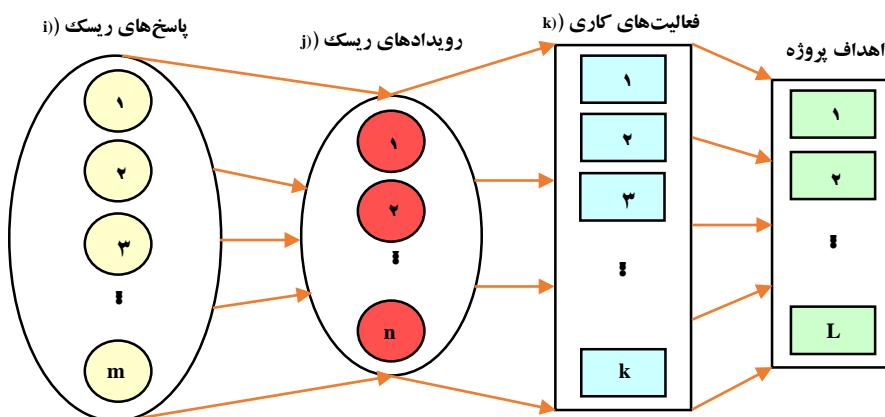 پاسخ‌های ریسک ((i
رویدادهای ریسک ((j
فعالیت‌های کاری ((k
اهداف پروژه
۱
۲
۳
m
۱
۲
n
۱
۲
۳
k
۱
۲
L